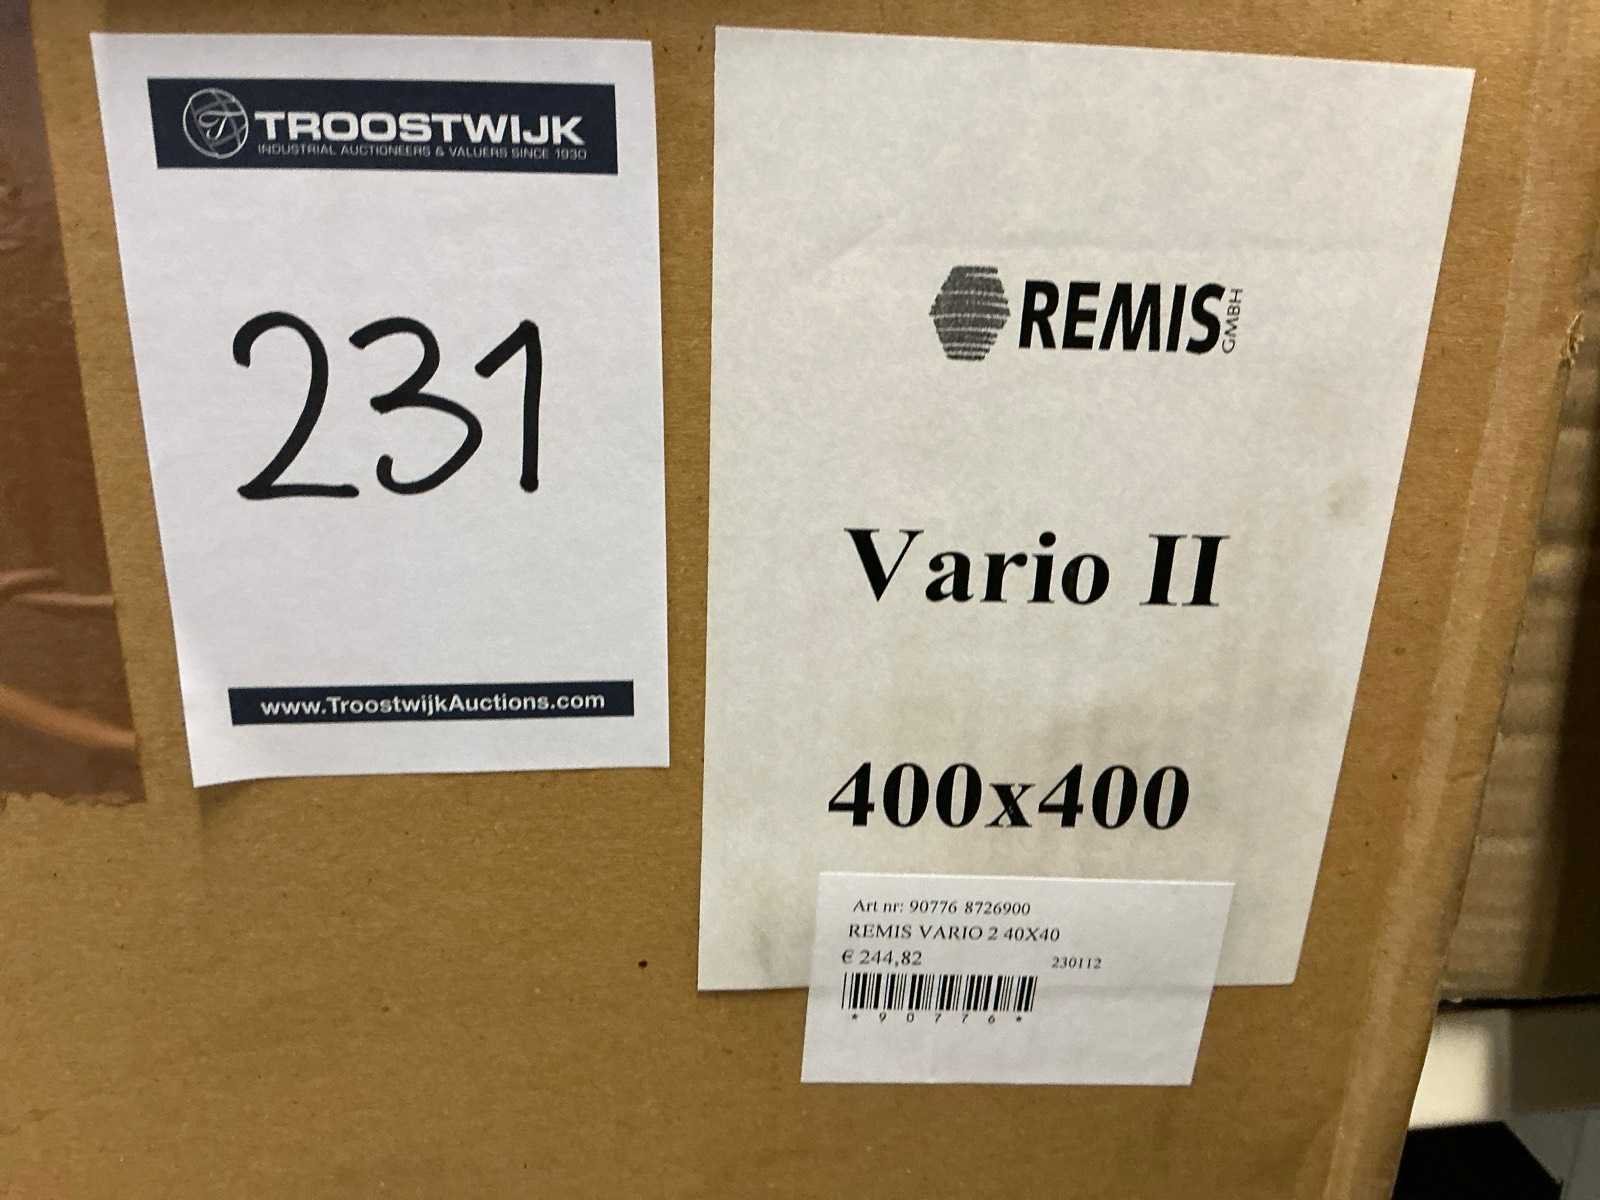 TROOSTWIJK
INDUSTRIAL AUCTIONEERS & VALUERS SINCE 1930
231
www.TroostwijkAuctions.com
REMIS GMBH
Vario II
400x400
Art nr: 90776 8726900
REMIS VARIO 2 40X40
€ 244,82 230112
*90776*